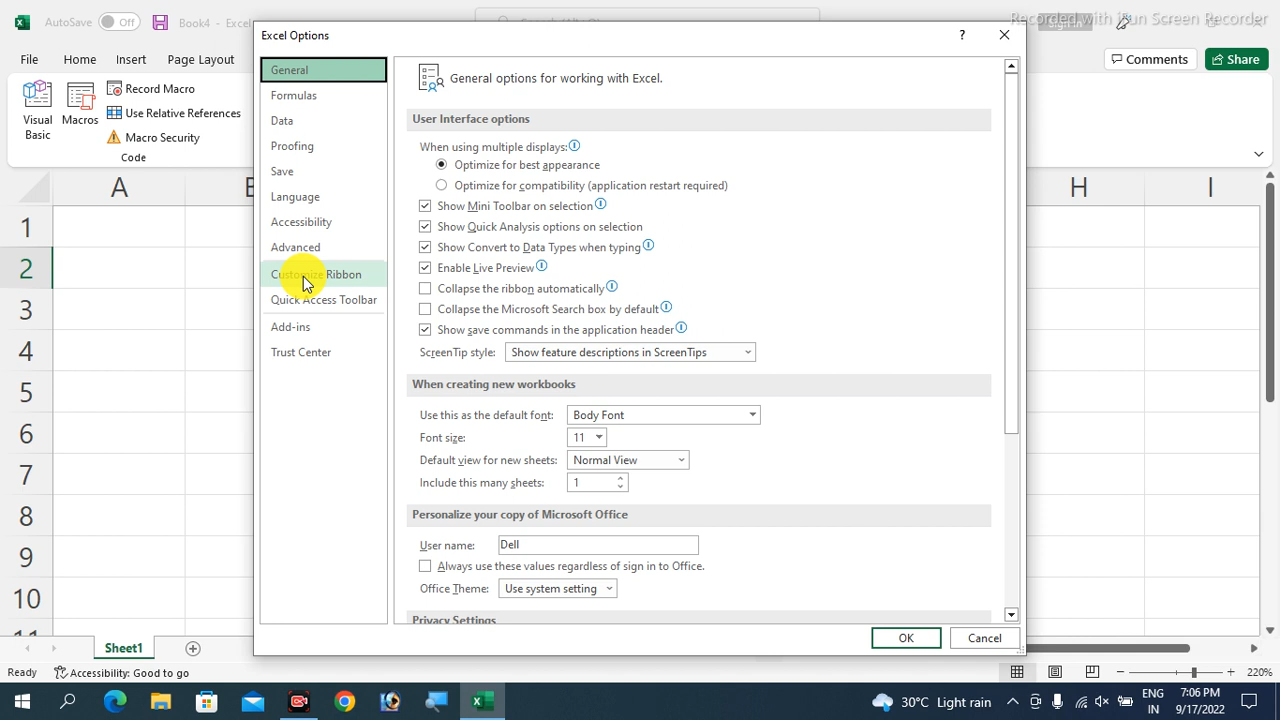 AutoSave Off Book4 - Excel Search (Alt+Q) Sign in
Recorded with iFun Screen Recorder
File Home Insert Page Layout
Comments Share
Visual Basic
Macros
Record Macro
Use Relative References
Macro Security
Code
Excel Options
?
General
Formulas
Data
Proofing
Save
Language
Accessibility
Advanced
Customize Ribbon
Quick Access Toolbar
Add-ins
Trust Center
General options for working with Excel.
User Interface options
When using multiple displays:
Optimize for best appearance
Optimize for compatibility (application restart required)
Show Mini Toolbar on selection
Show Quick Analysis options on selection
Show Convert to Data Types when typing
Enable Live Preview
Collapse the ribbon automatically
Collapse the Microsoft Search box by default
Show save commands in the application header
ScreenTip style: Show feature descriptions in ScreenTips
When creating new workbooks
Use this as the default font: Body Font
Font size: 11
Default view for new sheets: Normal View
Include this many sheets: 1
Personalize your copy of Microsoft Office
User name: Dell
Always use these values regardless of sign in to Office.
Office Theme: Use system setting
Privacy Settings
OK Cancel
A H I
1
2
3
4
5
6
7
8
9
10
11
Sheet1
Ready Accessibility: Good to go
220%
30°C Light rain
ENG
IN
7:06 PM
9/17/2022